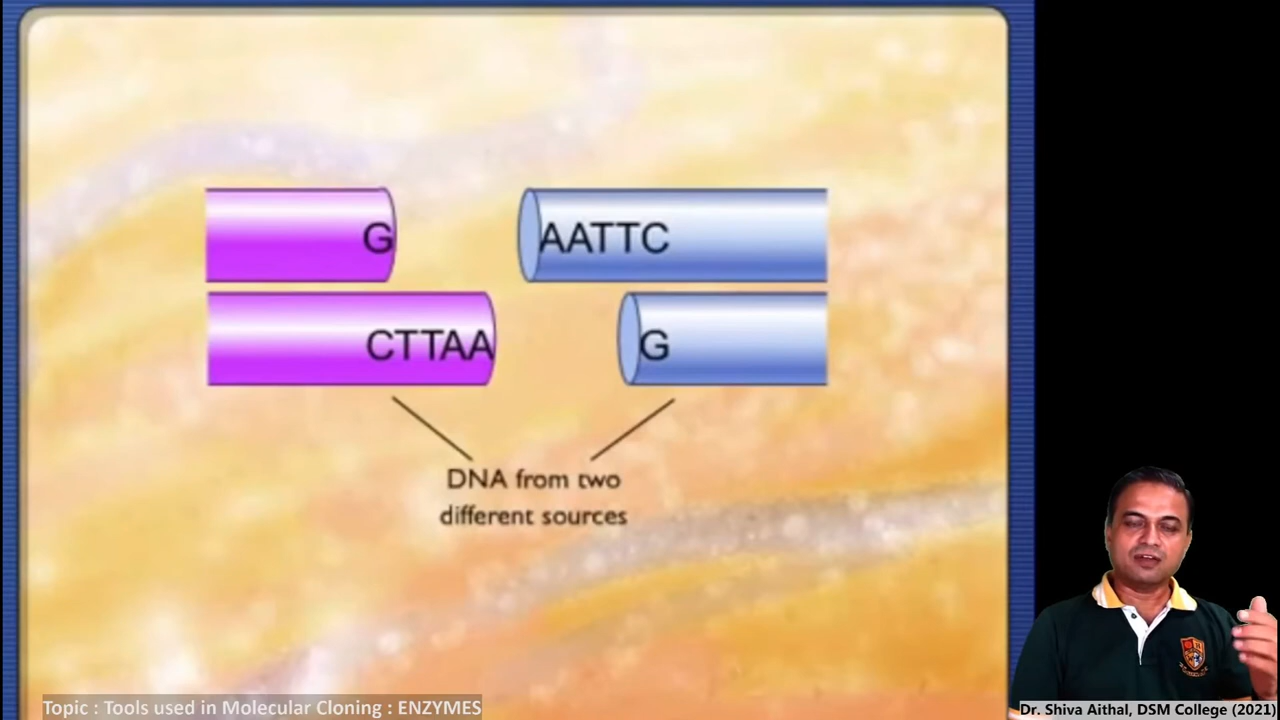 G AATTC
CTTAA G
DNA from two
different sources
Topic : Tools used in Molecular Cloning : ENZYMES
Dr. Shiva Aithal, DSM College (2021)